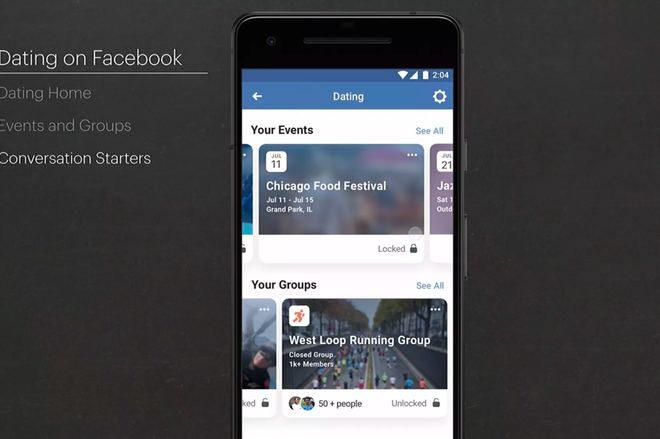 Dating on Facebook
Dating Home
Events and Groups
Conversation Starters
2:04
Dating
Your Events
See All
JUL
11
Chicago Food Festival
Jul 11 - Jul 15
Grand Park, IL
Locked
JUL
21
Jaz
Sat 1
Outd
Your Groups
See All
ked
West Loop Running Group
Closed Group
1k+ Members
50 + people
Unlocked